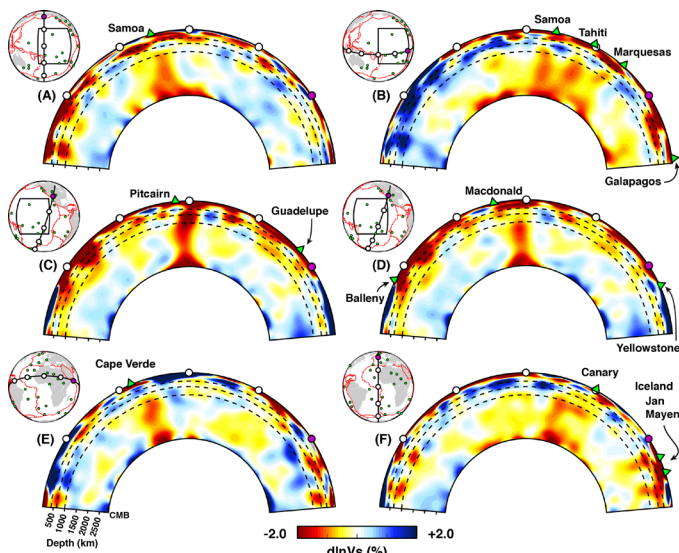 Samoa
(A)
Samoa
Tahiti
Marquesas
(B)
Galapagos
Pitcairn
Guadelupe
(C)
Macdonald
(D)
Balleny
Yellowstone
Cape Verde
(E)
Canary
Iceland
Jan
Mayen
(F)
500
1000
1500
2000
2500
CMB
Depth (km)
-2.0
+2.0
dlnVs (%)